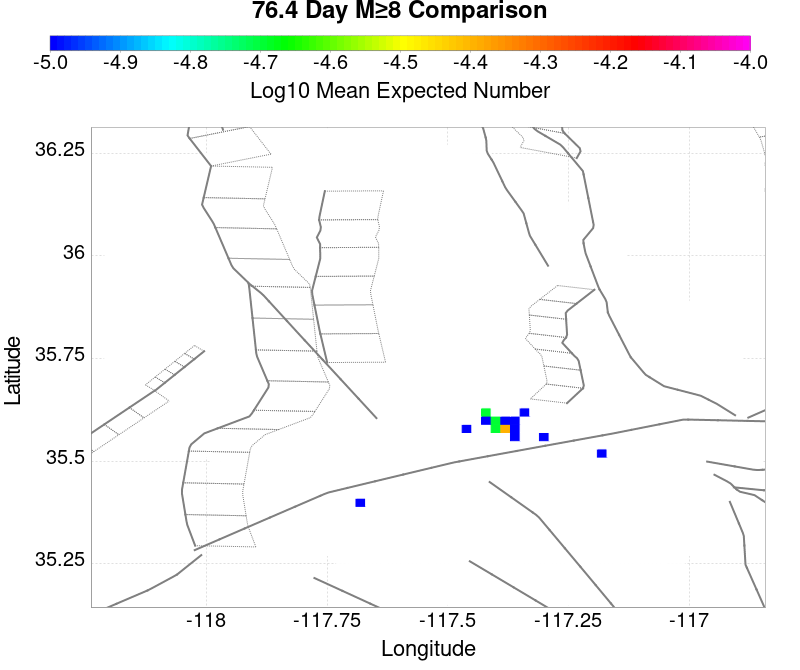 76.4 Day M≥8 Comparison
-5.0 -4.9 -4.8 -4.7 -4.6 -4.5 -4.4 -4.3 -4.2 -4.1 -4.0
Log10 Mean Expected Number
36.25
36
35.75
35.5
35.25
Latitude
-118 -117.75 -117.5 -117.25 -117
Longitude